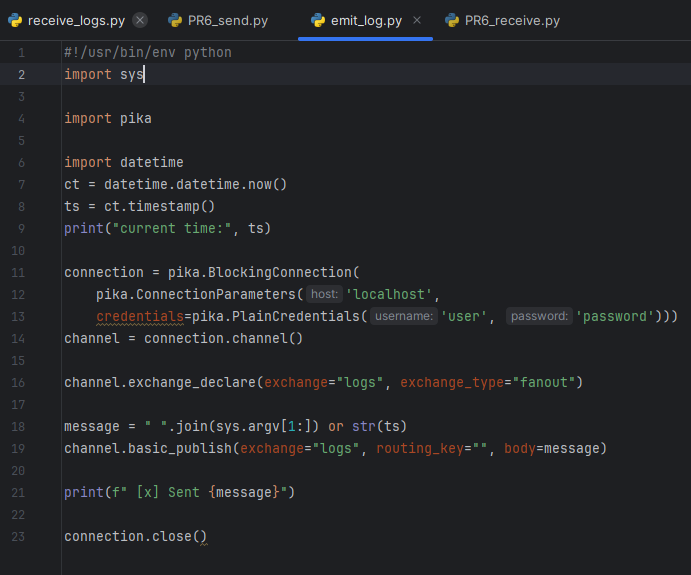 receive_logs.py PR6_send.py emit_log.py PR6_receive.py
1 #!/usr/bin/env python
2 import sys
3
4 import pika
5
6 import datetime
7 ct = datetime.datetime.now()
8 ts = ct.timestamp()
9 print("current time:", ts)
10
11 connection = pika.BlockingConnection(
12     pika.ConnectionParameters( host: 'localhost',
13     credentials=pika.PlainCredentials( username: 'user', password: 'password')))
14 channel = connection.channel()
15
16 channel.exchange_declare(exchange="logs", exchange_type="fanout")
17
18 message = " ".join(sys.argv[1:]) or str(ts)
19 channel.basic_publish(exchange="logs", routing_key="", body=message)
20
21 print(f" [x] Sent {message}")
22
23 connection.close()